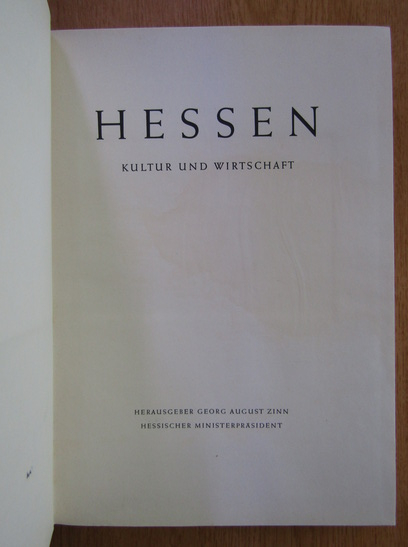 HESSEN
KULTUR UND WIRTSCHAFT
HERAUSGEBER GEORG AUGUST ZINN
HESSISCHER MINISTERPRÄSIDENT